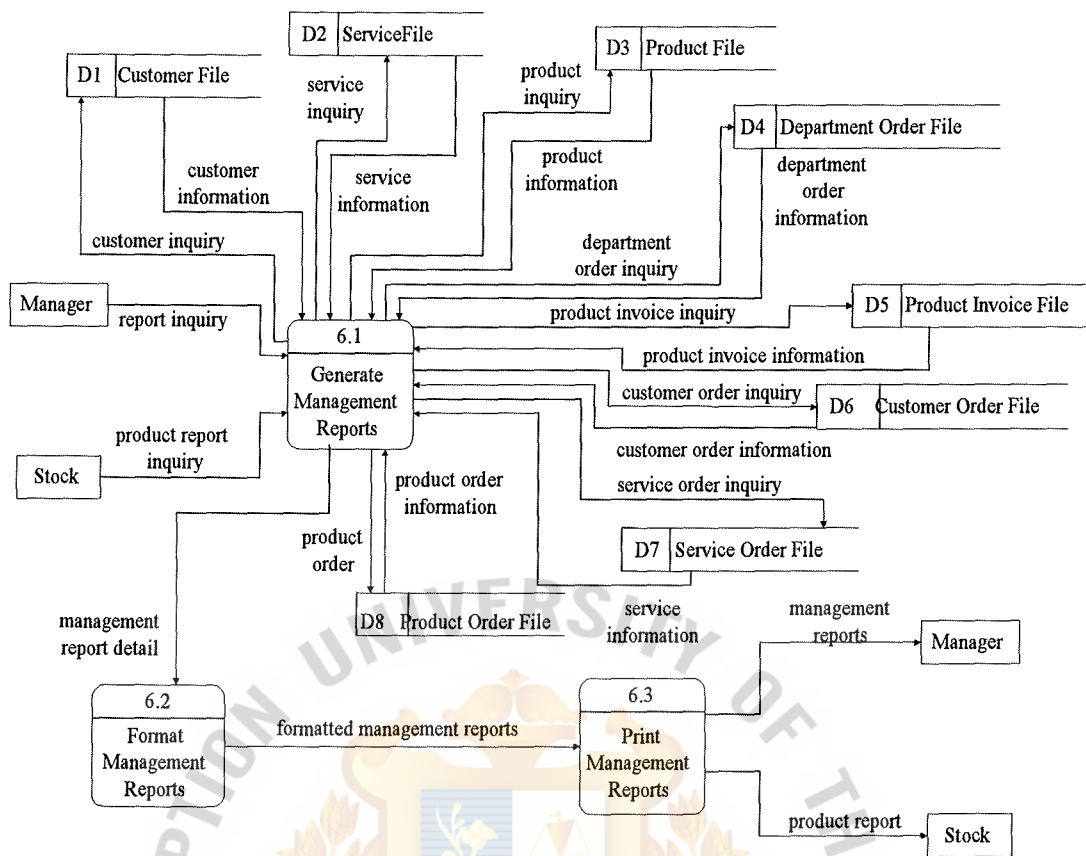 D2 ServiceFile
D3 Product File
D1 Customer File
service
inquiry
product
inquiry
D4 Department Order File
customer
information
service
information
product
information
department
order
information
customer inquiry
department
order inquiry
Manager
report inquiry
product invoice inquiry
D5 Product Invoice File
6.1
Generate
Management
Reports
product invoice information
customer order inquiry
D6 Customer Order File
product report
inquiry
Stock
customer order information
service order inquiry
product order
information
product
order
D7 Service Order File
D8 Product Order File
service
information
management
reports
Manager
management
report detail
6.2
Format
Management
Reports
formatted management reports
6.3
Print
Management
Reports
product report
Stock
PTION UNIVERSITY OF TH